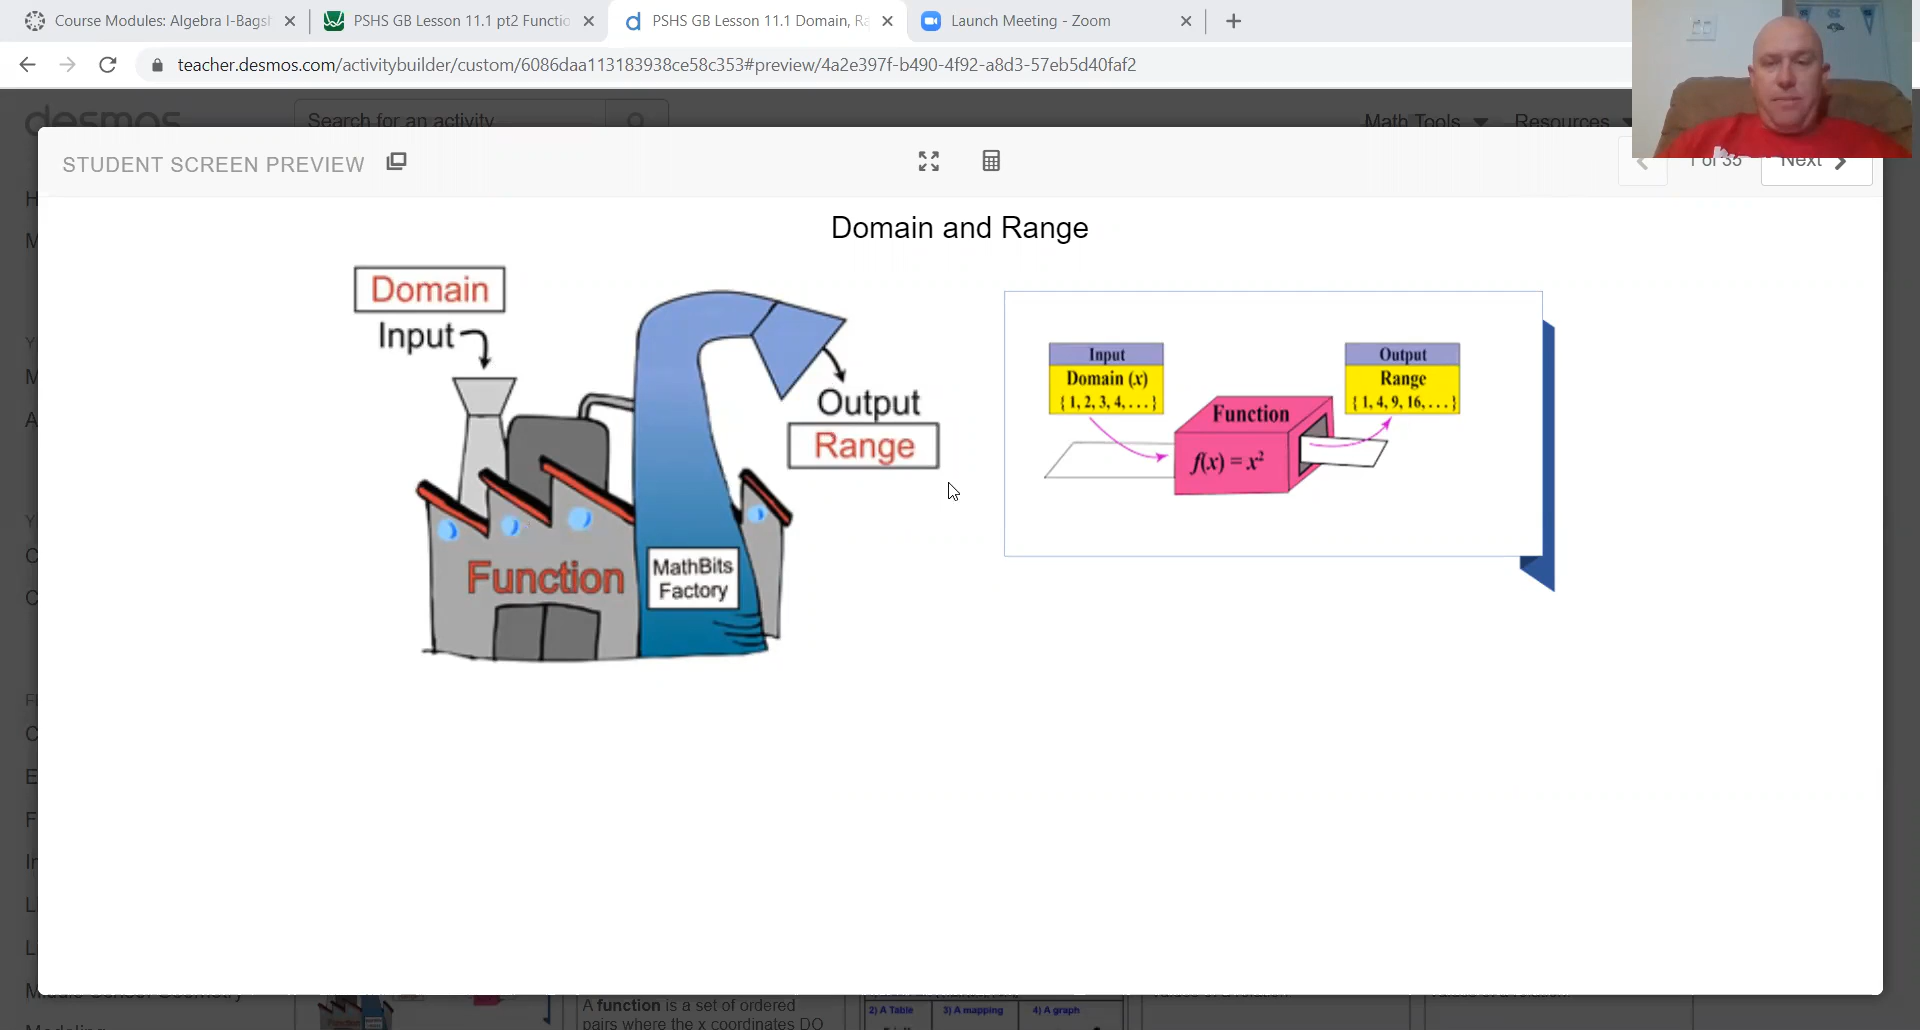 Course Modules: Algebra I-Bagsh
PSHS GB Lesson 11.1 pt2 Functio
PSHS GB Lesson 11.1 Domain, Ra
Launch Meeting - Zoom
teacher.desmos.com/activitybuilder/custom/6086daa113183938ce58c353#preview/4a2e397f-b490-4f92-a8d3-57eb5d40faf2
desmos
Search for an activity
Math Tools
Resources
STUDENT SCREEN PREVIEW
1 of 35
Next
Domain and Range
Domain
Input
Output
Range
Function
MathBits
Factory
Input
Domain (x)
{ 1, 2, 3, 4, . . . }
Output
Range
{ 1, 4, 9, 16, . . . }
Function
f(x) = x²
A function is a set of ordered
pairs where the x coordinates DO
2) A Table
3) A mapping
4) A graph